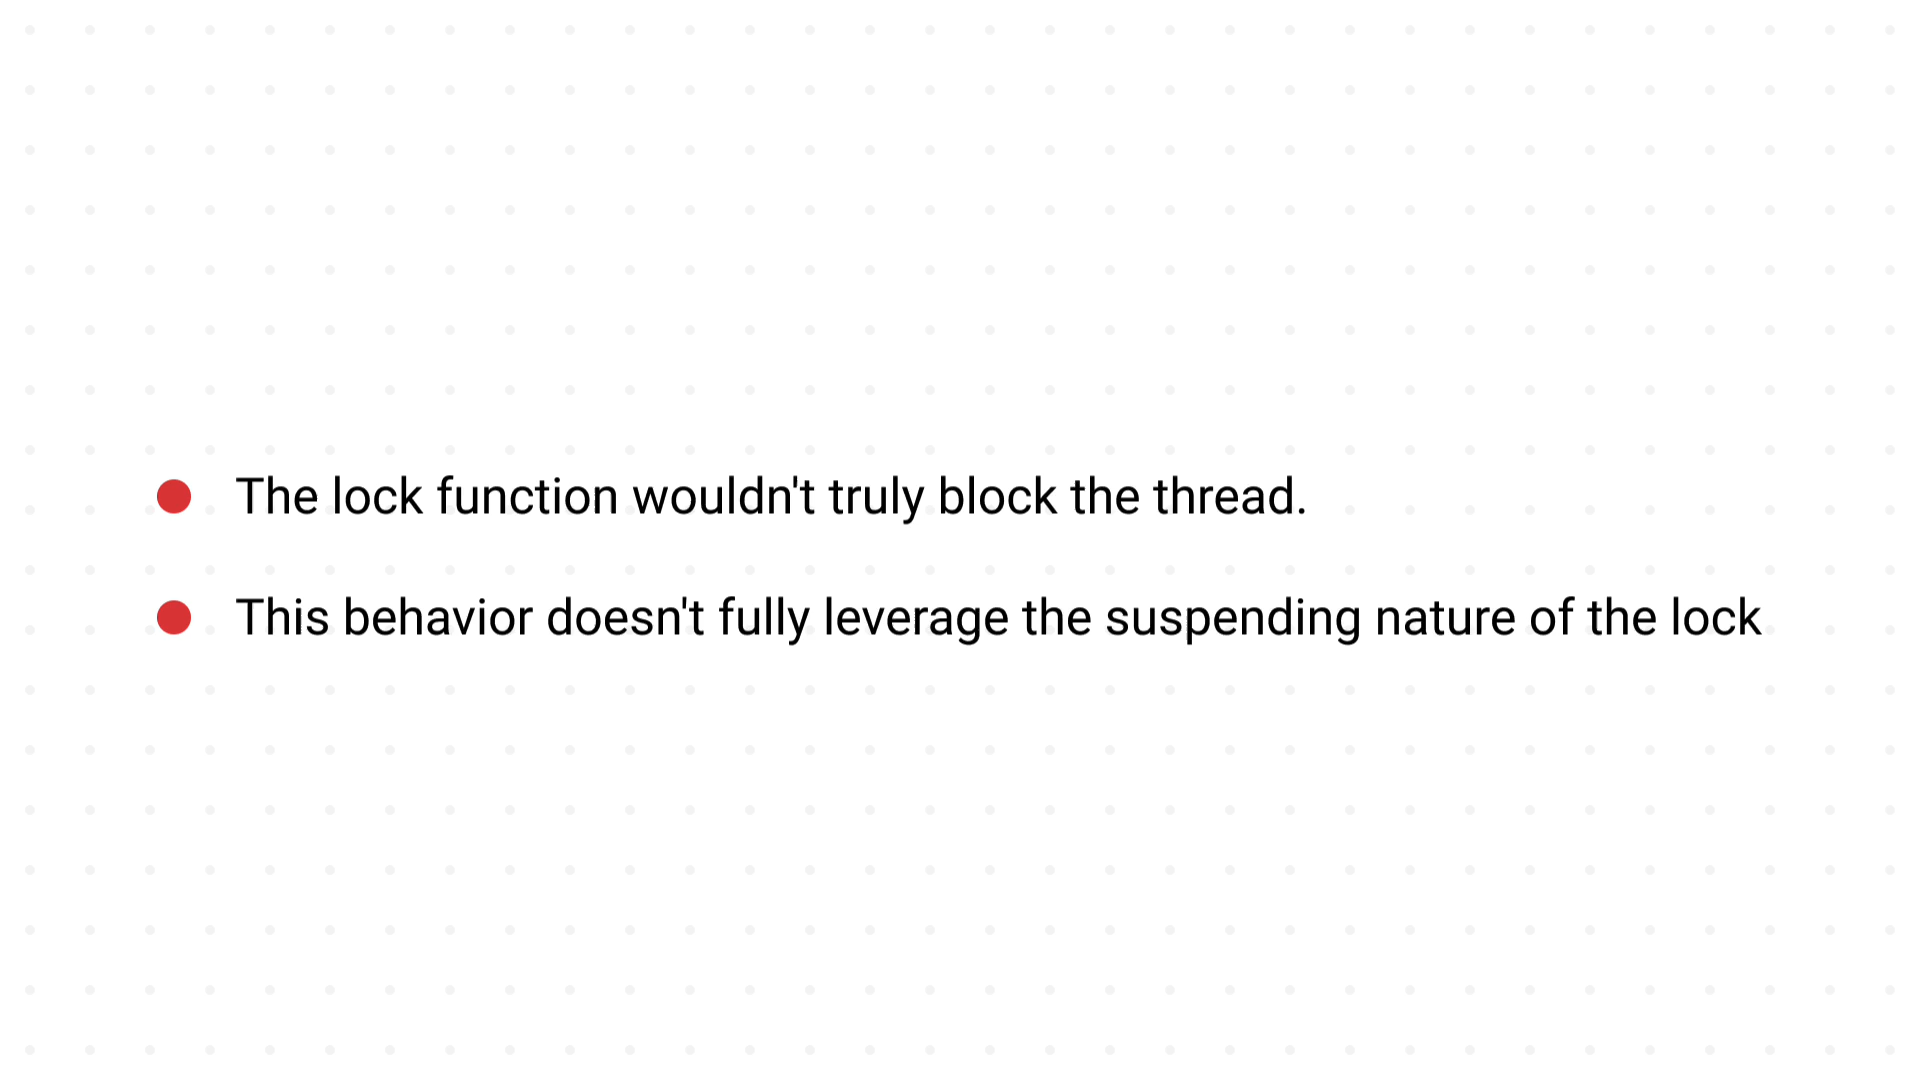 The lock function wouldn't truly block the thread.
This behavior doesn't fully leverage the suspending nature of the lock